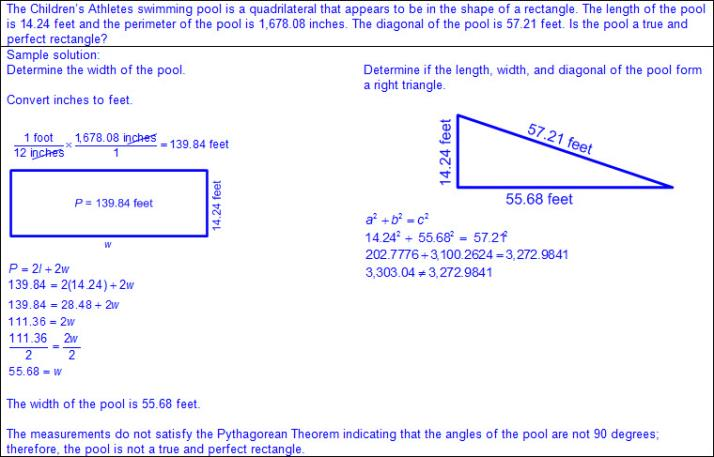 The Children's Athletes swimming pool is a quadrilateral that appears to be in the shape of a rectangle. The length of the pool
is 14.24 feet and the perimeter of the pool is 1,678.08 inches. The diagonal of the pool is 57.21 feet. Is the pool a true and
perfect rectangle?
Sample solution:
Determine the width of the pool.
Convert inches to feet.
1 foot / 12 inches × 1,678.08 inches / 1 = 139.84 feet
P = 139.84 feet
14.24 feet
w
P = 2l + 2w
139.84 = 2(14.24) + 2w
139.84 = 28.48 + 2w
111.36 = 2w
111.36 / 2 = 2w / 2
55.68 = w
Determine if the length, width, and diagonal of the pool form
a right triangle.
14.24 feet
57.21 feet
55.68 feet
a² + b² = c²
14.24² + 55.68² = 57.21²
202.7776 + 3,100.2624 = 3,272.9841
3,303.04 ≠ 3,272.9841
The width of the pool is 55.68 feet.
The measurements do not satisfy the Pythagorean Theorem indicating that the angles of the pool are not 90 degrees;
therefore, the pool is not a true and perfect rectangle.